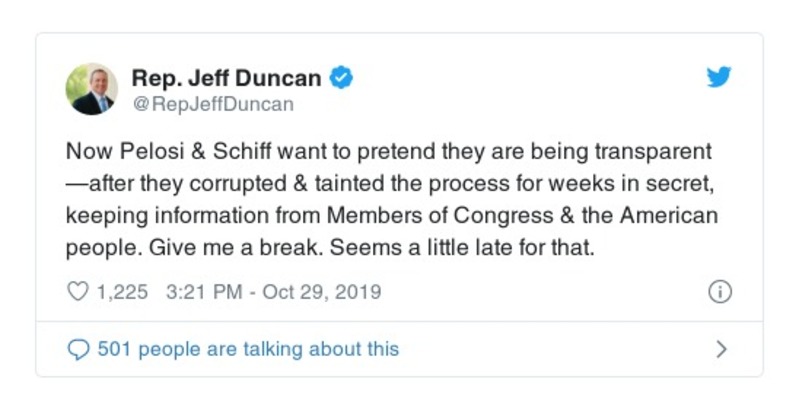 Rep. Jeff Duncan
@RepJeffDuncan
Now Pelosi & Schiff want to pretend they are being transparent
—after they corrupted & tainted the process for weeks in secret,
keeping information from Members of Congress & the American
people. Give me a break. Seems a little late for that.
1,225 3:21 PM - Oct 29, 2019
501 people are talking about this